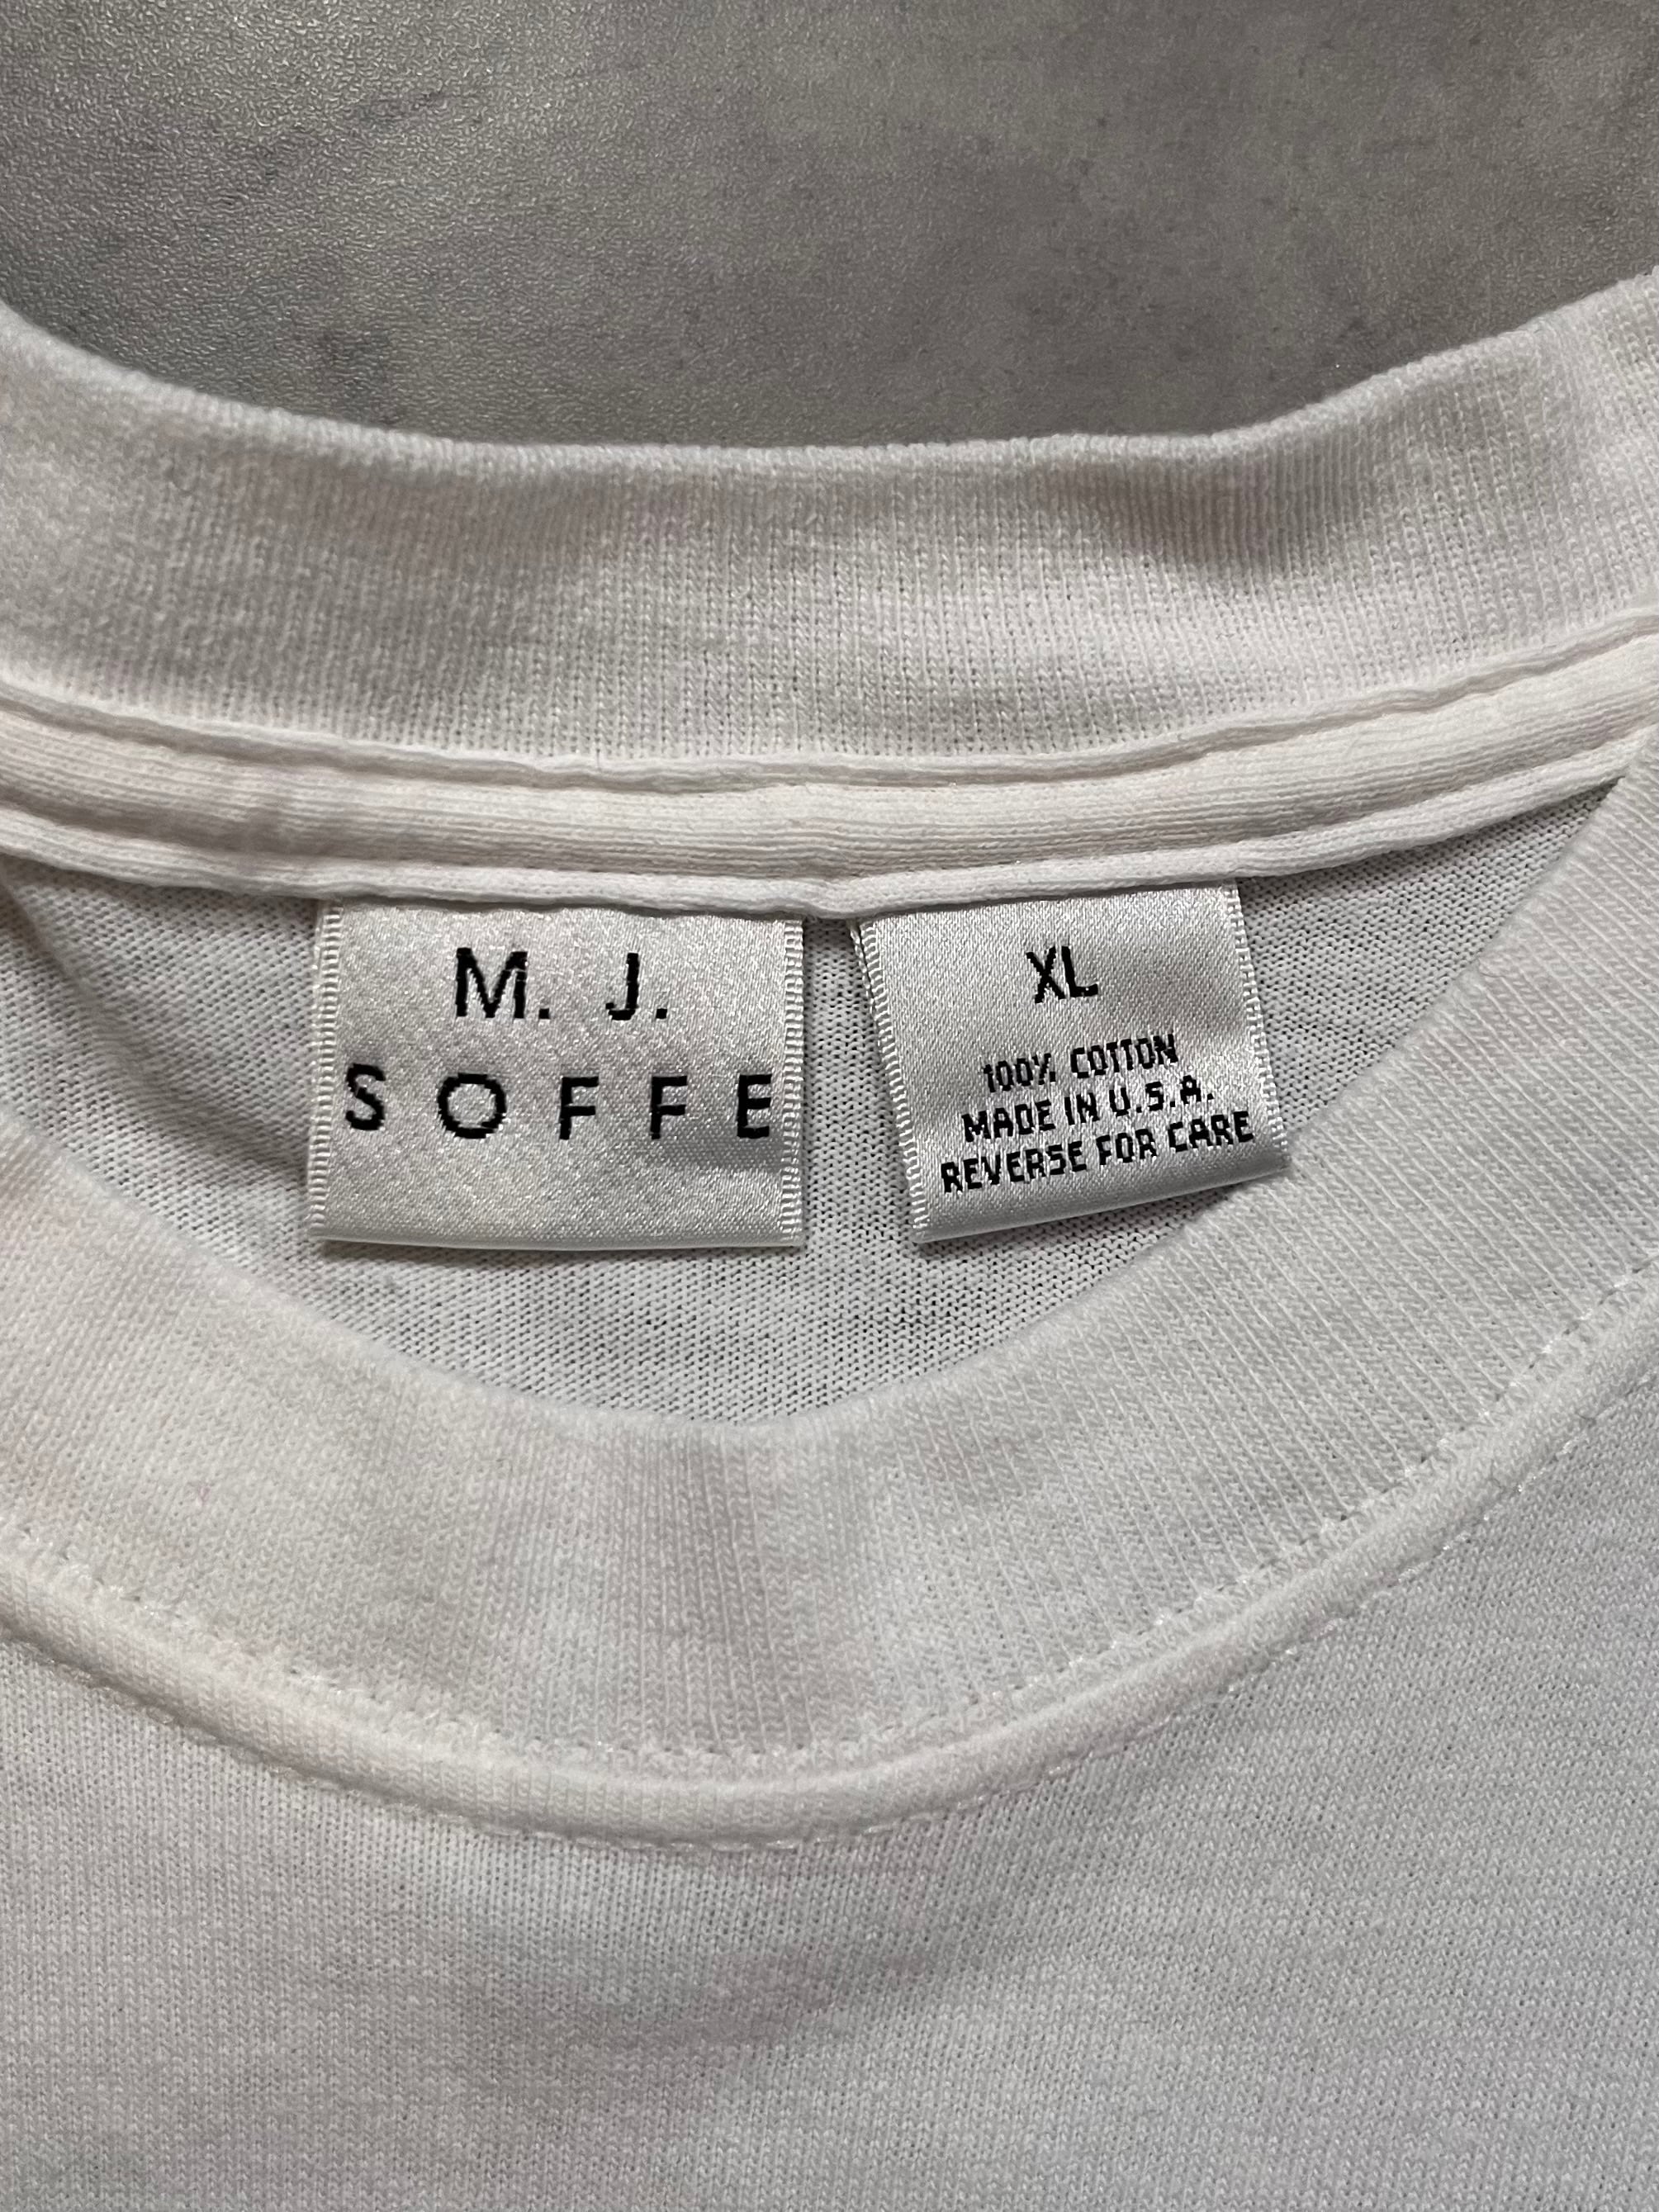 M. J.
SOFFE
XL
100% COTTON
MADE IN U.S.A.
REVERSE FOR CARE